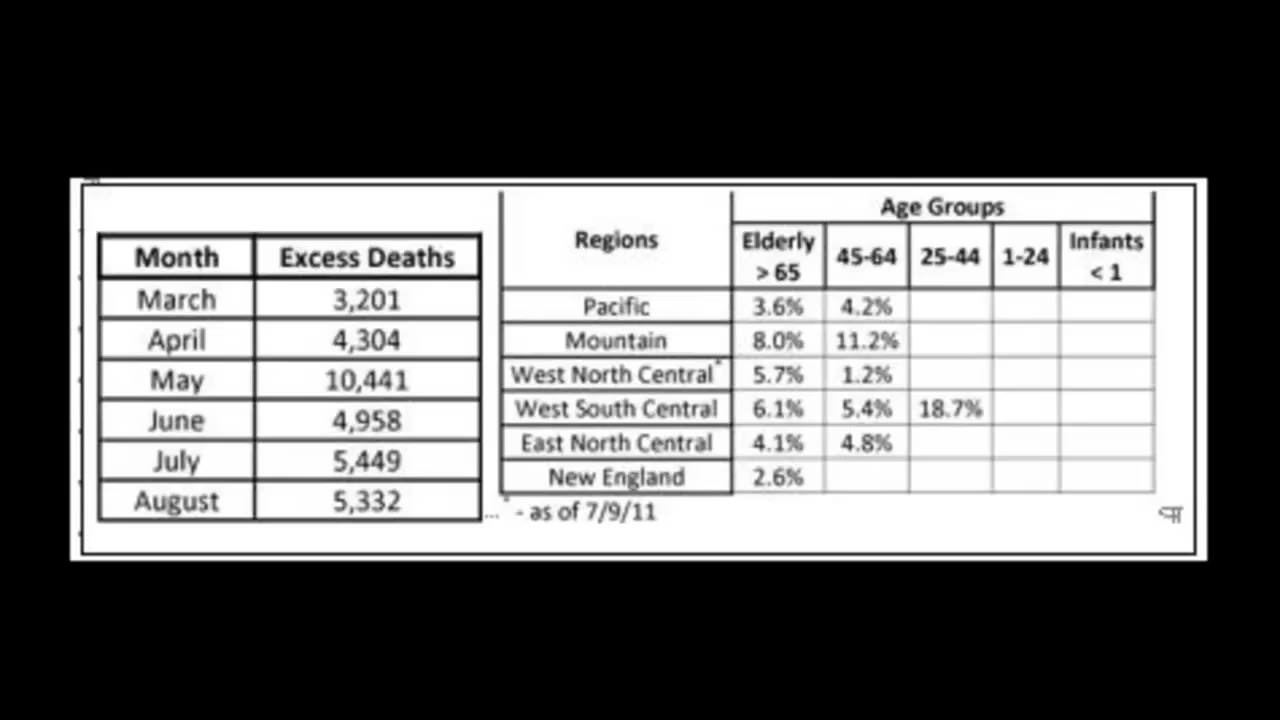 Month Excess Deaths
March 3,201
April 4,304
May 10,441
June 4,958
July 5,449
August 5,332
Regions Age Groups
Elderly > 65 45-64 25-44 1-24 Infants < 1
Pacific 3.6% 4.2%
Mountain 8.0% 11.2%
West North Central* 5.7% 1.2%
West South Central 6.1% 5.4% 18.7%
East North Central 4.1% 4.8%
New England 2.6%
...* - as of 7/9/11